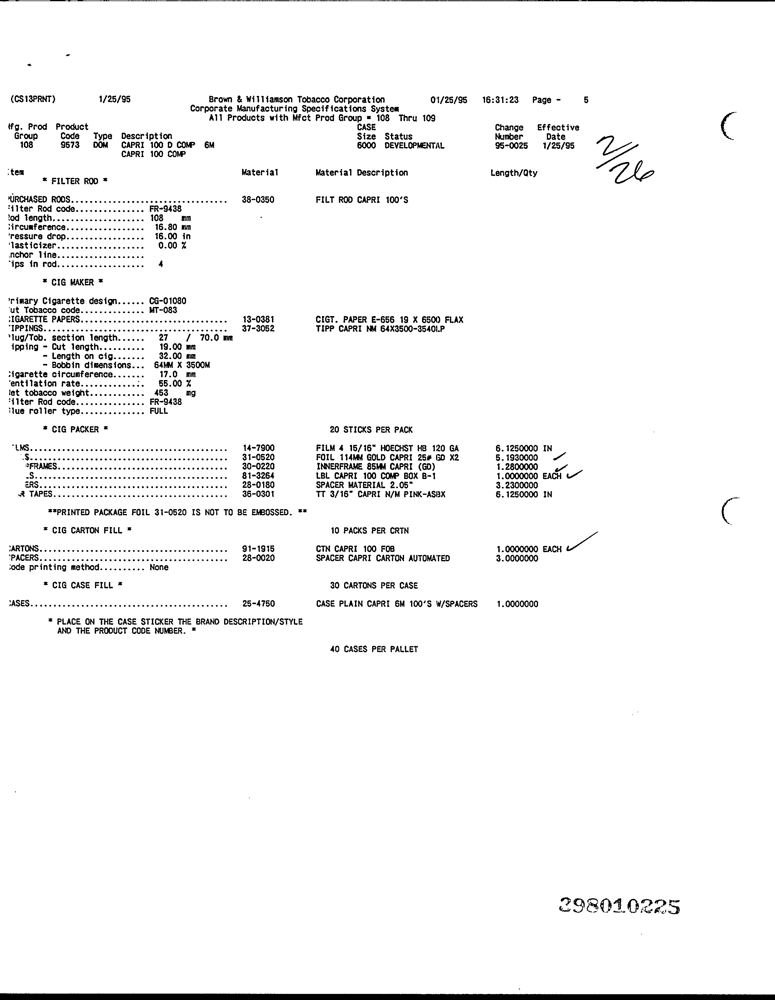 (CS13PRNT) 1/25/95 Brown & Williamson Tobacco Corporation 01/25/95 16:31:23 Page - 5
Corporate Manufacturing Specifications System
All Products with Mfct Prod Group = 108 Thru 109
Mfg. Prod Product CASE Change Effective
Group Code Type Description Size Status Number Date
108 9573 DOM CAPRI 100 D COMP 6M 6000 DEVELOPMENTAL 95-0025 1/25/95
CAPRI 100 COMP
2/26
Item Material Material Description Length/Qty
* FILTER ROD *
PURCHASED RODS 38-0350 FILT ROD CAPRI 100'S
Filter Rod code FR-9438
Rod length 108 mm
Circumference 16.80 mm
Pressure drop 16.00 in
Plasticizer 0.00 %
Anchor line
Tips in rod 4
* CIG MAKER *
Primary Cigarette design CG-01080
Cut Tobacco code MT-083
CIGARETTE PAPERS 13-0381 CIGT. PAPER E-656 19 X 6500 FLAX
TIPPINGS 37-3052 TIPP CAPRI NM 64X3500-3540LP
Plug/Tob. section length 27 / 70.0 mm
Tipping - Cut length 19.00 mm
- Length on cig 32.00 mm
- Bobbin dimensions 64MM X 3500M
Cigarette circumference 17.0 mm
Ventilation rate 55.00 %
Net tobacco weight 453 mg
Filter Rod code FR-9438
Glue roller type FULL
* CIG PACKER * 20 STICKS PER PACK
LMS 14-7900 FILM 4 15/16" HOECHST HB 120 GA 6.1250000 IN
S 31-0520 FOIL 114MM GOLD CAPRI 25# GD X2 5.1930000
FRAMES 30-0220 INNERFRAME 85MM CAPRI (GD) 1.2800000
S 81-3264 LBL CAPRI 100 COMP BOX B-1 1.0000000 EACH
ERS 28-0180 SPACER MATERIAL 2.05" 3.2300000
R TAPES 36-0301 TT 3/16" CAPRI N/M PINK-ASBX 6.1250000 IN
**PRINTED PACKAGE FOIL 31-0520 IS NOT TO BE EMBOSSED. **
* CIG CARTON FILL * 10 PACKS PER CRTN
CARTONS 91-1915 CTN CAPRI 100 FOB 1.0000000 EACH
SPACERS 28-0020 SPACER CAPRI CARTON AUTOMATED 3.0000000
Code printing method None
* CIG CASE FILL * 30 CARTONS PER CASE
CASES 25-4750 CASE PLAIN CAPRI 6M 100'S W/SPACERS 1.0000000
* PLACE ON THE CASE STICKER THE BRAND DESCRIPTION/STYLE
AND THE PRODUCT CODE NUMBER. *
40 CASES PER PALLET
298010225